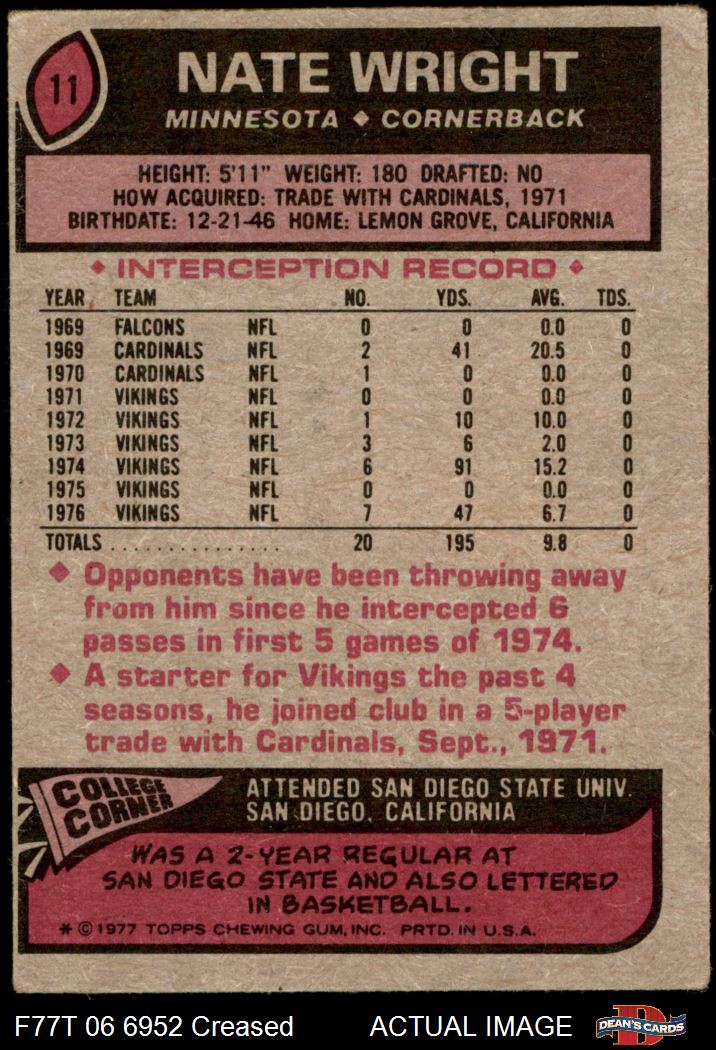 11
NATE WRIGHT
MINNESOTA ◆ CORNERBACK
HEIGHT: 5'11" WEIGHT: 180 DRAFTED: NO
HOW ACQUIRED: TRADE WITH CARDINALS, 1971
BIRTHDATE: 12-21-46 HOME: LEMON GROVE, CALIFORNIA
◆ INTERCEPTION RECORD ◆
YEAR TEAM NO. YDS. AVG. TDS.
1969 FALCONS NFL 0 0 0.0 0
1969 CARDINALS NFL 2 41 20.5 0
1970 CARDINALS NFL 1 0 0.0 0
1971 VIKINGS NFL 0 0 0.0 0
1972 VIKINGS NFL 1 10 10.0 0
1973 VIKINGS NFL 3 6 2.0 0
1974 VIKINGS NFL 6 91 15.2 0
1975 VIKINGS NFL 0 0 0.0 0
1976 VIKINGS NFL 7 47 6.7 0
TOTALS ................ 20 195 9.8 0
◆ Opponents have been throwing away
from him since he intercepted 6
passes in first 5 games of 1974.
◆ A starter for Vikings the past 4
seasons, he joined club in a 5-player
trade with Cardinals, Sept., 1971.
COLLEGE
CORNER
ATTENDED SAN DIEGO STATE UNIV.
SAN DIEGO, CALIFORNIA
WAS A 2-YEAR REGULAR AT
SAN DIEGO STATE AND ALSO LETTERED
IN BASKETBALL.
* © 1977 TOPPS CHEWING GUM, INC. PRTD. IN U.S.A.
F77T 06 6952 Creased ACTUAL IMAGE
D
DEAN'S CARDS